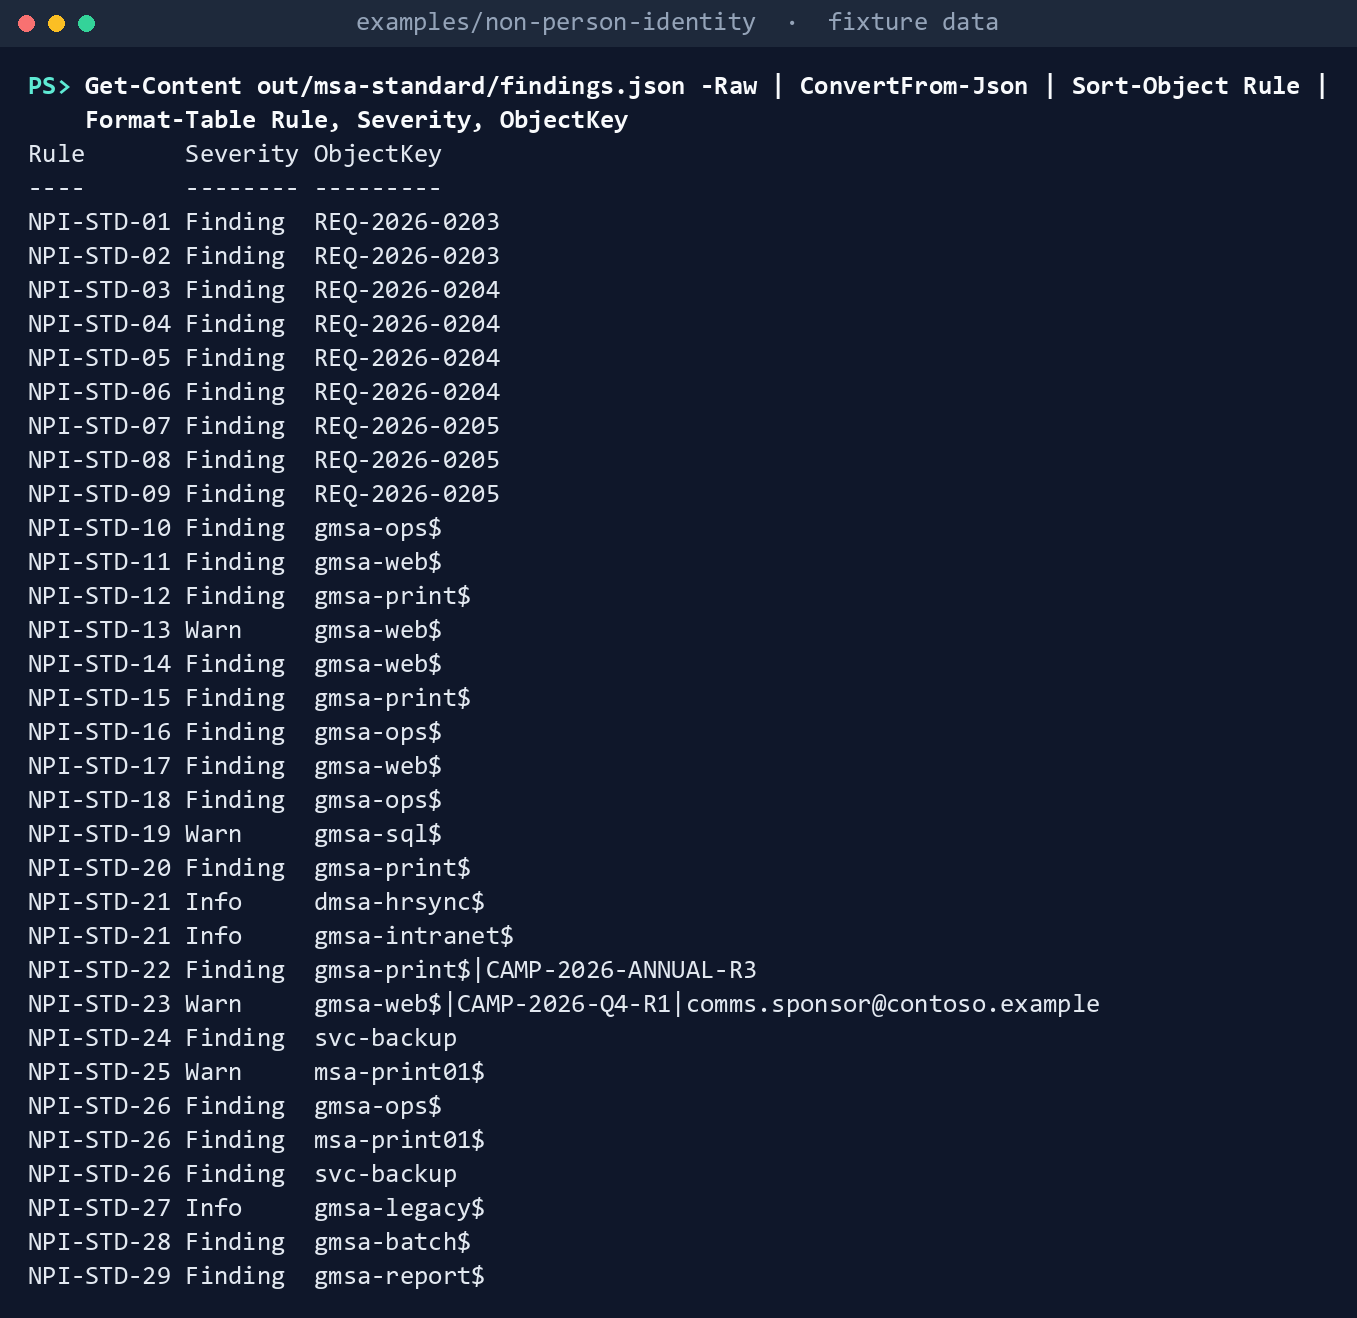 examples/non-person-identity · fixture data
PS> Get-Content out/msa-standard/findings.json -Raw | ConvertFrom-Json | Sort-Object Rule |
    Format-Table Rule, Severity, ObjectKey
Rule       Severity ObjectKey
----       -------- ---------
NPI-STD-01 Finding  REQ-2026-0203
NPI-STD-02 Finding  REQ-2026-0203
NPI-STD-03 Finding  REQ-2026-0204
NPI-STD-04 Finding  REQ-2026-0204
NPI-STD-05 Finding  REQ-2026-0204
NPI-STD-06 Finding  REQ-2026-0204
NPI-STD-07 Finding  REQ-2026-0205
NPI-STD-08 Finding  REQ-2026-0205
NPI-STD-09 Finding  REQ-2026-0205
NPI-STD-10 Finding  gmsa-ops$
NPI-STD-11 Finding  gmsa-web$
NPI-STD-12 Finding  gmsa-print$
NPI-STD-13 Warn     gmsa-web$
NPI-STD-14 Finding  gmsa-web$
NPI-STD-15 Finding  gmsa-print$
NPI-STD-16 Finding  gmsa-ops$
NPI-STD-17 Finding  gmsa-web$
NPI-STD-18 Finding  gmsa-ops$
NPI-STD-19 Warn     gmsa-sql$
NPI-STD-20 Finding  gmsa-print$
NPI-STD-21 Info     dmsa-hrsync$
NPI-STD-21 Info     gmsa-intranet$
NPI-STD-22 Finding  gmsa-print$|CAMP-2026-ANNUAL-R3
NPI-STD-23 Warn     gmsa-web$|CAMP-2026-Q4-R1|comms.sponsor@contoso.example
NPI-STD-24 Finding  svc-backup
NPI-STD-25 Warn     msa-print01$
NPI-STD-26 Finding  gmsa-ops$
NPI-STD-26 Finding  msa-print01$
NPI-STD-26 Finding  svc-backup
NPI-STD-27 Info     gmsa-legacy$
NPI-STD-28 Finding  gmsa-batch$
NPI-STD-29 Finding  gmsa-report$